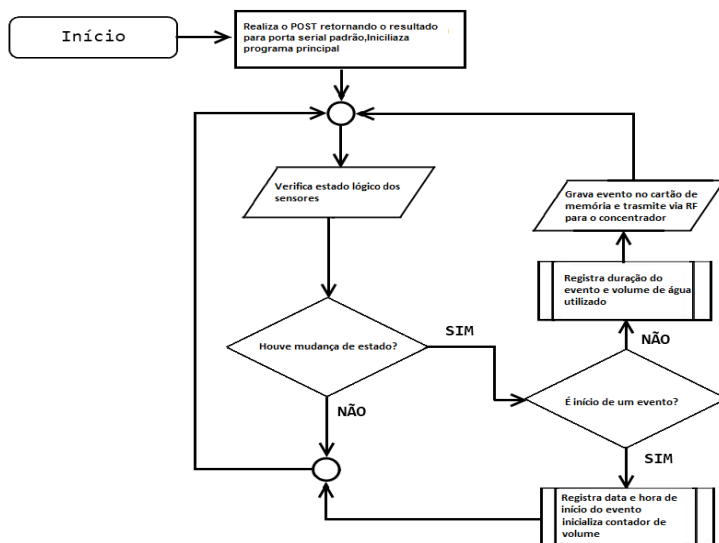 Início
Realiza o POST retornando o resultado
para porta serial padrão,Iniciliaza
programa principal
Verifica estado lógico dos
sensores
Grava evento no cartão de
memória e trasmite via RF
para o concentrador
Registra duração do
evento e volume de água
utilizado
Houve mudança de estado?
SIM
NÃO
É início de um evento?
NÃO
SIM
Registra data e hora de
início do evento
inicializa contador de
volume